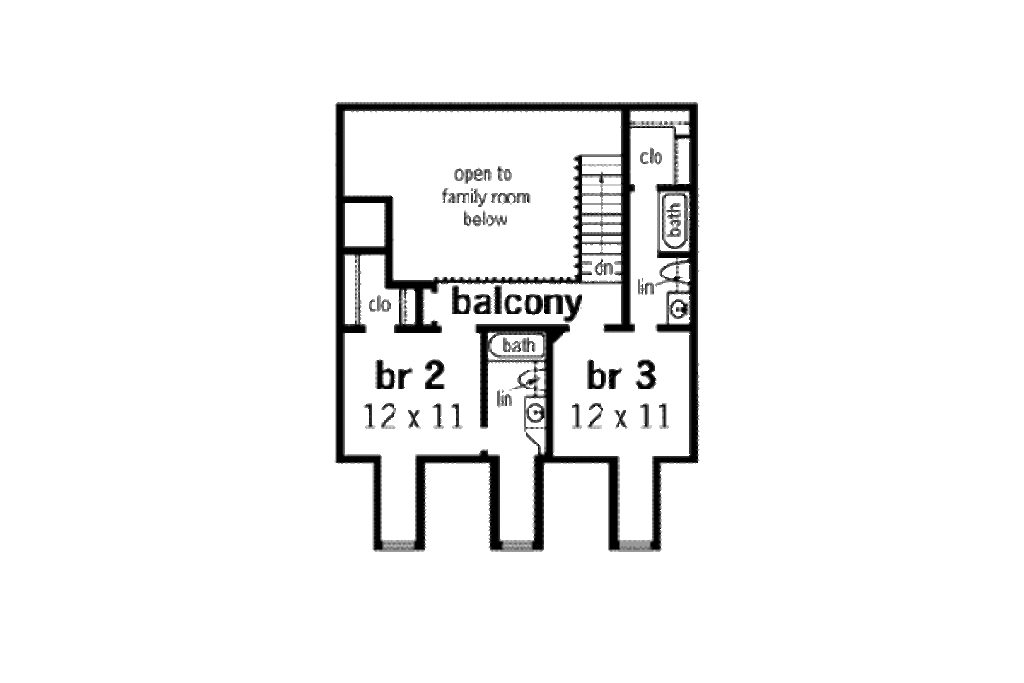 clo
open to
family room
below
bath
dn
lin
clo
balcony
bath
br 2
12 x 11
lin
br 3
12 x 11